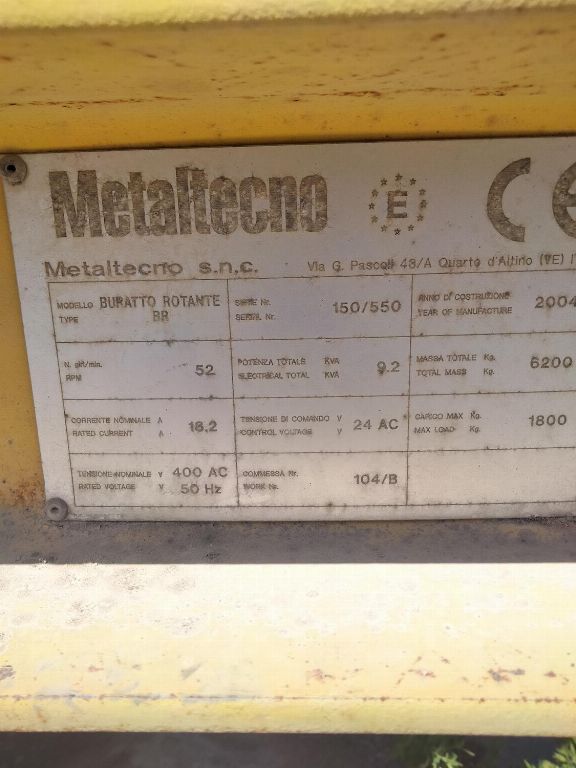 Metaltecno
E
CE
Metaltecno s.n.c. Via G. Pascoli 43/A Quarto d'Altino (VE)
MODELLO BURATTO ROTANTE
TYPE BR
SERIE Nr. 150/550
SERIAL Nr.
ANNO DI COSTRUZIONE 2004
YEAR OF MANUFACTURE
N. giri/min. 52
RPM
POTENZA TOTALE KVA 9.2
ELECTRICAL TOTAL KVA
MASSA TOTALE Kg. 6200
TOTAL MASS Kg.
CORRENTE NOMINALE A 18,2
RATED CURRENT A
TENSIONE DI COMANDO V 24 AC
CONTROL VOLTAGE V
CARICO MAX Kg. 1800
MAX LOAD Kg.
TENSIONE NOMINALE V 400 AC
RATED VOLTAGE V 50 Hz
COMMESSA Nr. 104/B
WORK No.